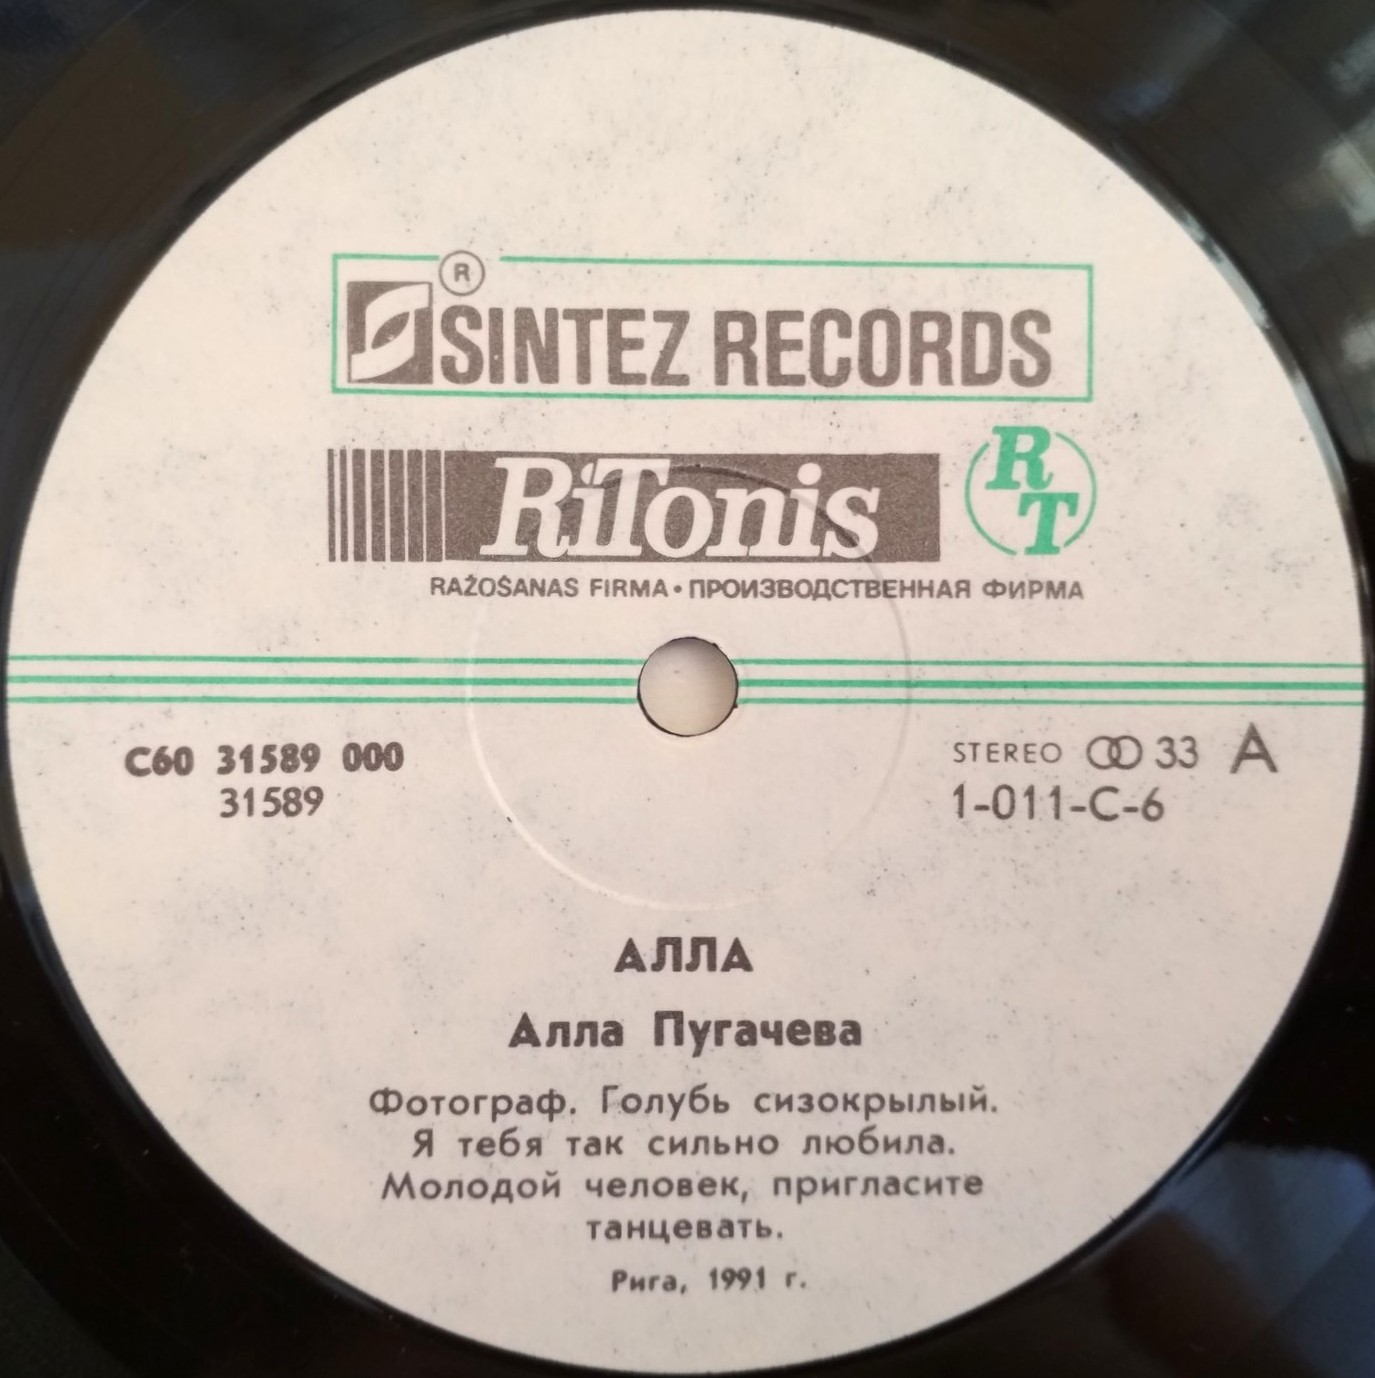 ®
SINTEZ RECORDS
RiTonis RT
RAŽOŠANAS FIRMA • ПРОИЗВОДСТВЕННАЯ ФИРМА
С60 31589 000
31589
STEREO 33 A
1-011-C-6
АЛЛА
Алла Пугачева
Фотограф. Голубь сизокрылый.
Я тебя так сильно любила.
Молодой человек, пригласите
танцевать.
Рига, 1991 г.